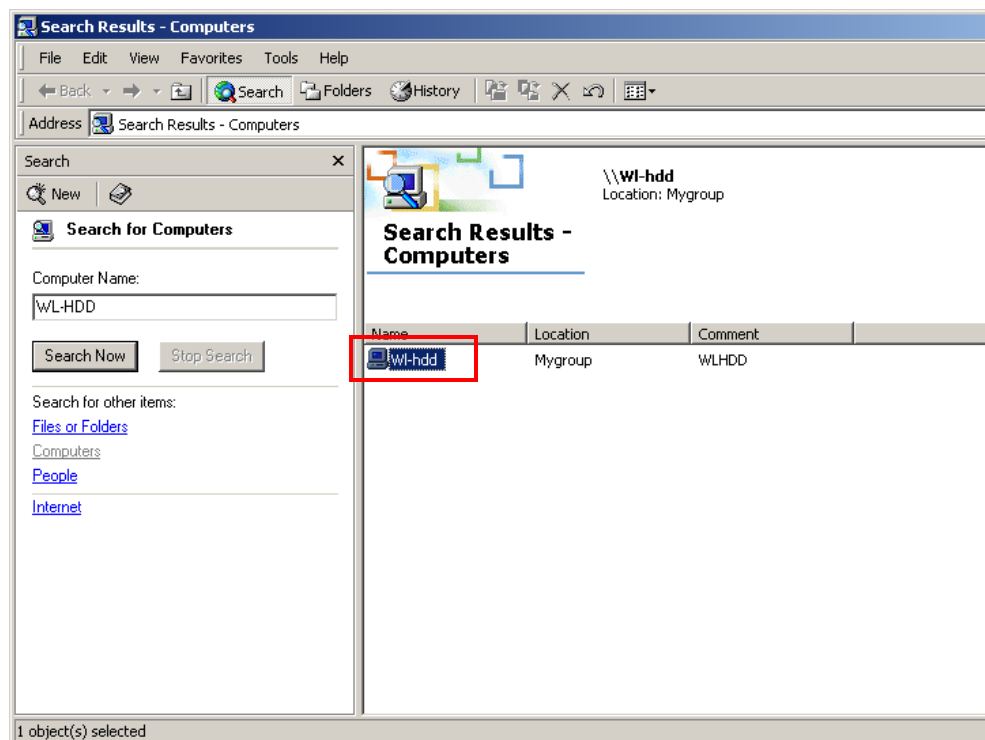 Search Results - Computers
File Edit View Favorites Tools Help
Back Search Folders History
Address Search Results - Computers
Search
New
Search for Computers
Computer Name:
WL-HDD
Search Now Stop Search
Search for other items:
Files or Folders
Computers
People
Internet
\\Wl-hdd
Location: Mygroup
Search Results -
Computers
Name Location Comment
Wl-hdd Mygroup WLHDD
1 object(s) selected